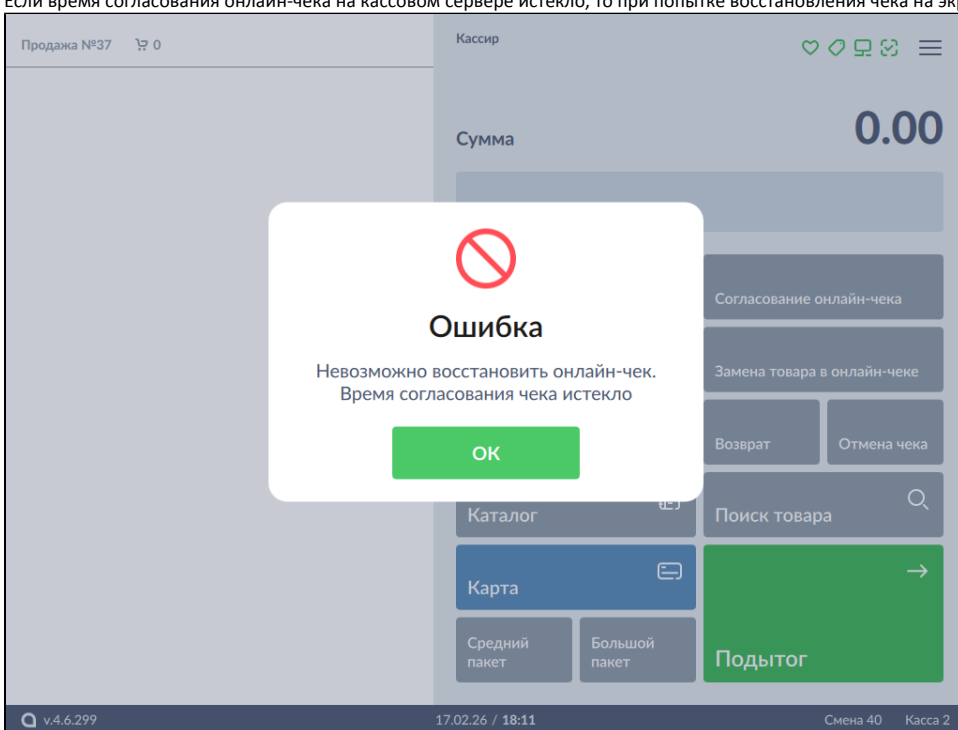 Если время согласования онлайн-чека на кассовом сервере истекло, то при попытке восстановления чека на
Продажа №37 0
Кассир
Сумма
0.00
Ошибка
Невозможно восстановить онлайн-чек.
Время согласования чека истекло
ОК
Согласование онлайн-чека
Замена товара в онлайн-чеке
Возврат
Отмена чека
Каталог
Поиск товара
Карта
Средний
пакет
Большой
пакет
Подытог
v.4.6.299
17.02.26 / 18:11
Смена 40 Касса 2